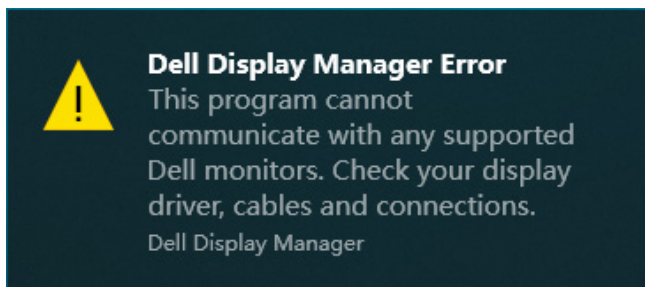 Dell Display Manager Error
This program cannot
communicate with any supported
Dell monitors. Check your display
driver, cables and connections.
Dell Display Manager